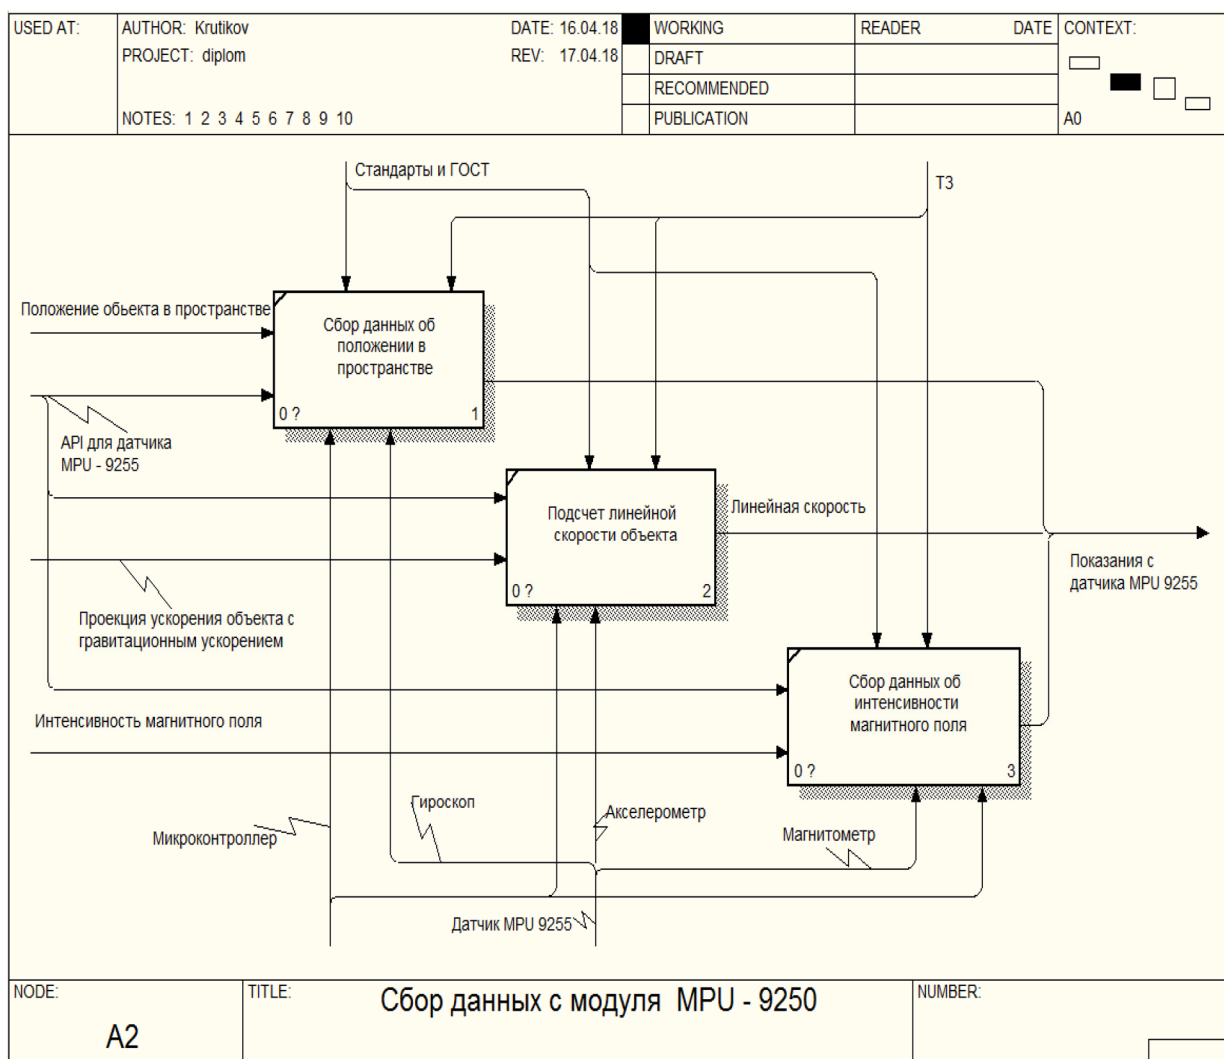 USED AT:
AUTHOR: Krutikov
DATE: 16.04.18
PROJECT: diplom
REV: 17.04.18
NOTES: 1 2 3 4 5 6 7 8 9 10
WORKING
DRAFT
RECOMMENDED
PUBLICATION
READER
DATE
CONTEXT:
A0
Стандарты и ГОСТ
ТЗ
Положение обьекта в пространстве
Сбор данных об
положении в
пространстве
0 ?
1
API для датчика
MPU - 9255
Подсчет линейной
скорости объекта
0 ?
2
Линейная скорость
Показания с
датчика MPU 9255
Проекция ускорения объекта с
гравитационным ускорением
Сбор данных об
интенсивности
магнитного поля
0 ?
3
Интенсивность магнитного поля
Гироскоп
Акселерометр
Микроконтроллер
Магнитометр
Датчик MPU 9255
NODE:
A2
TITLE:
Сбор данных с модуля MPU - 9250
NUMBER: